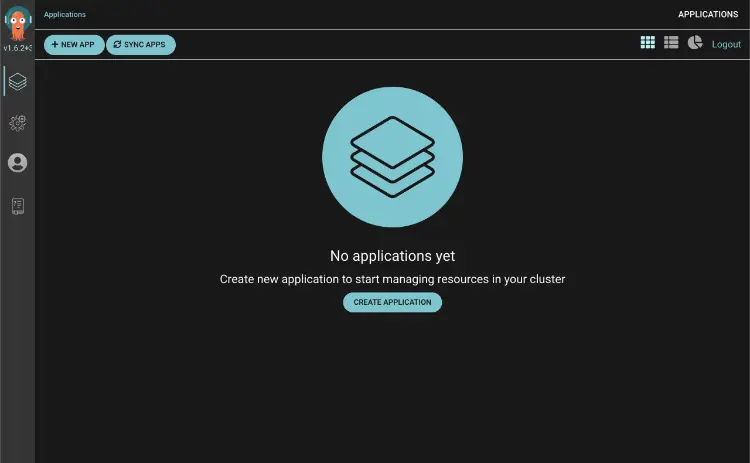 Applications
APPLICATIONS
v1.6.2+3
NEW APP
SYNC APPS
Logout
No applications yet
Create new application to start managing resources in your cluster
CREATE APPLICATION